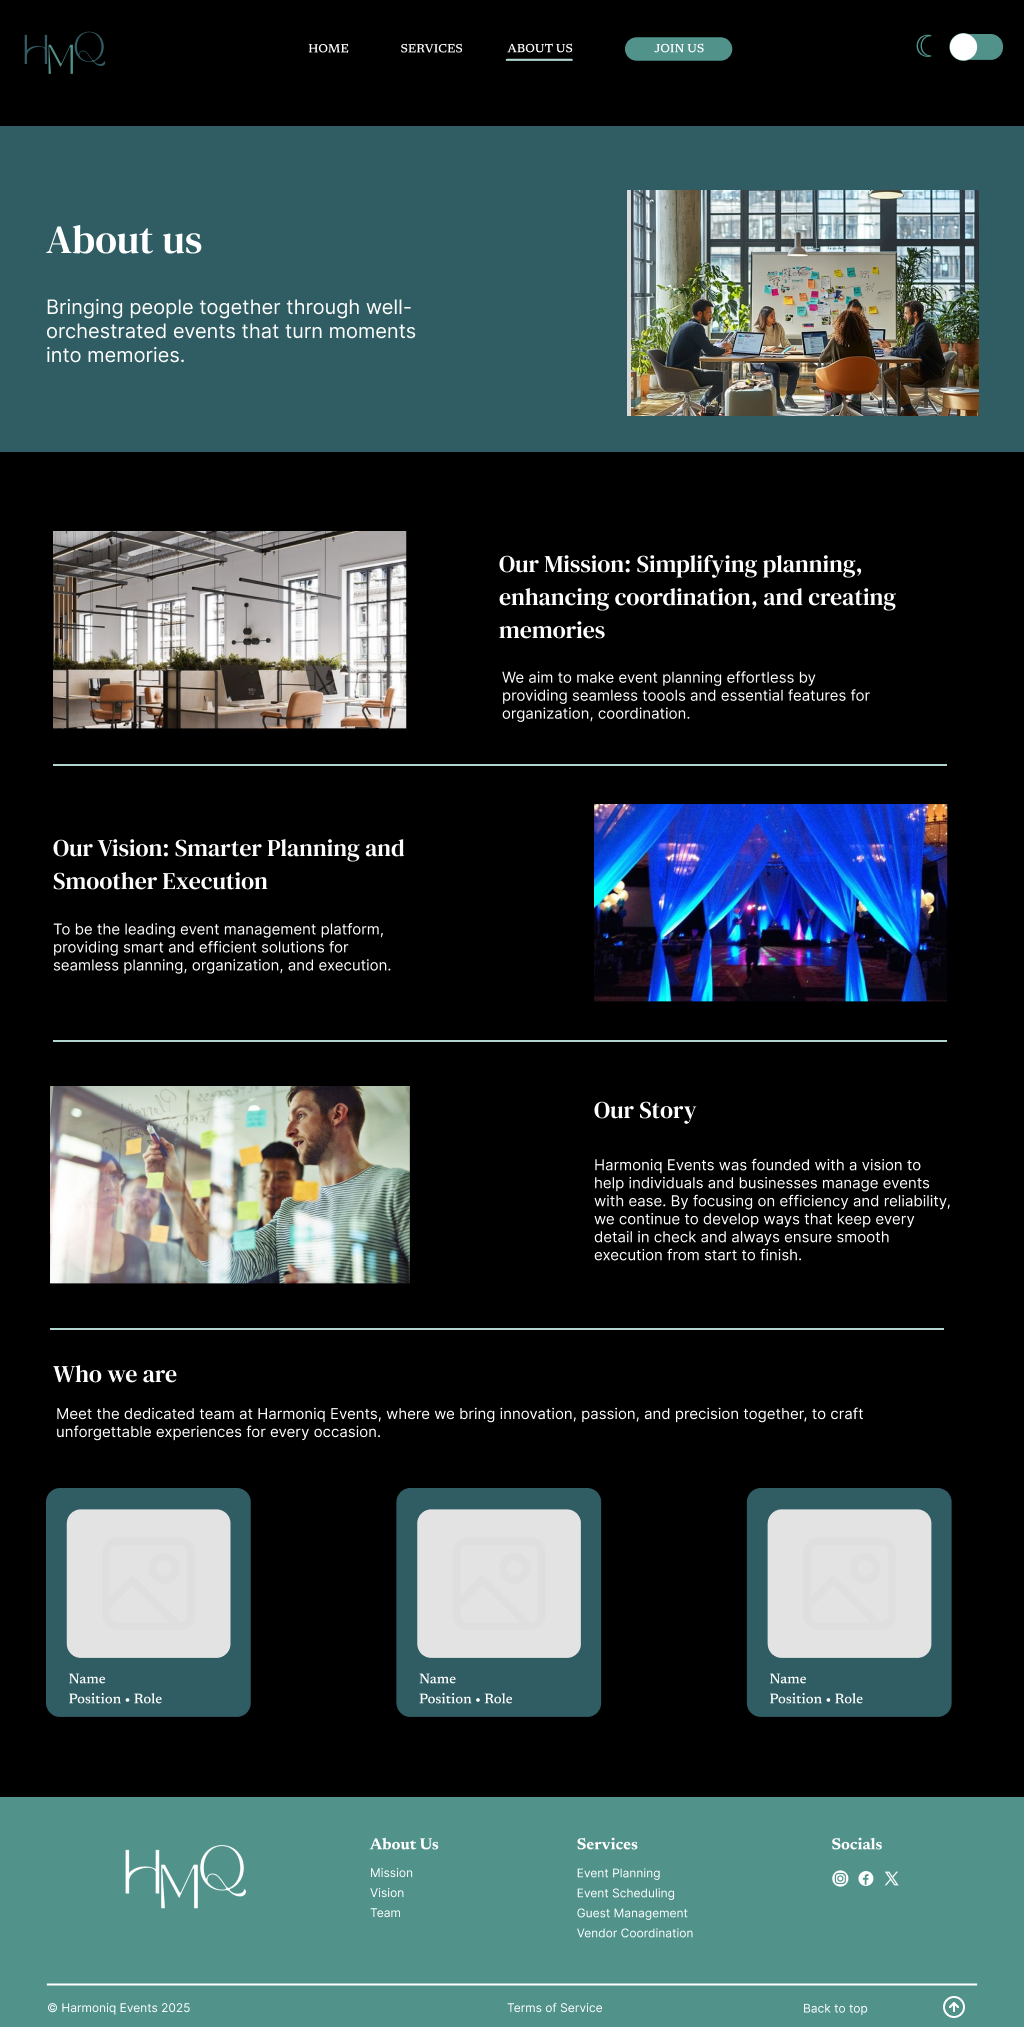 HMQ
HOME SERVICES ABOUT US JOIN US
About us
Bringing people together through well-
orchestrated events that turn moments
into memories.
Our Mission: Simplifying planning,
enhancing coordination, and creating
memories
We aim to make event planning effortless by
providing seamless toools and essential features for
organization, coordination.
Our Vision: Smarter Planning and
Smoother Execution
To be the leading event management platform,
providing smart and efficient solutions for
seamless planning, organization, and execution.
Our Story
Harmoniq Events was founded with a vision to
help individuals and businesses manage events
with ease. By focusing on efficiency and reliability,
we continue to develop ways that keep every
detail in check and always ensure smooth
execution from start to finish.
Who we are
Meet the dedicated team at Harmoniq Events, where we bring innovation, passion, and precision together, to craft
unforgettable experiences for every occasion.
Name
Position • Role
Name
Position • Role
Name
Position • Role
HMQ
About Us
Mission
Vision
Team
Services
Event Planning
Event Scheduling
Guest Management
Vendor Coordination
Socials
© Harmoniq Events 2025
Terms of Service
Back to top